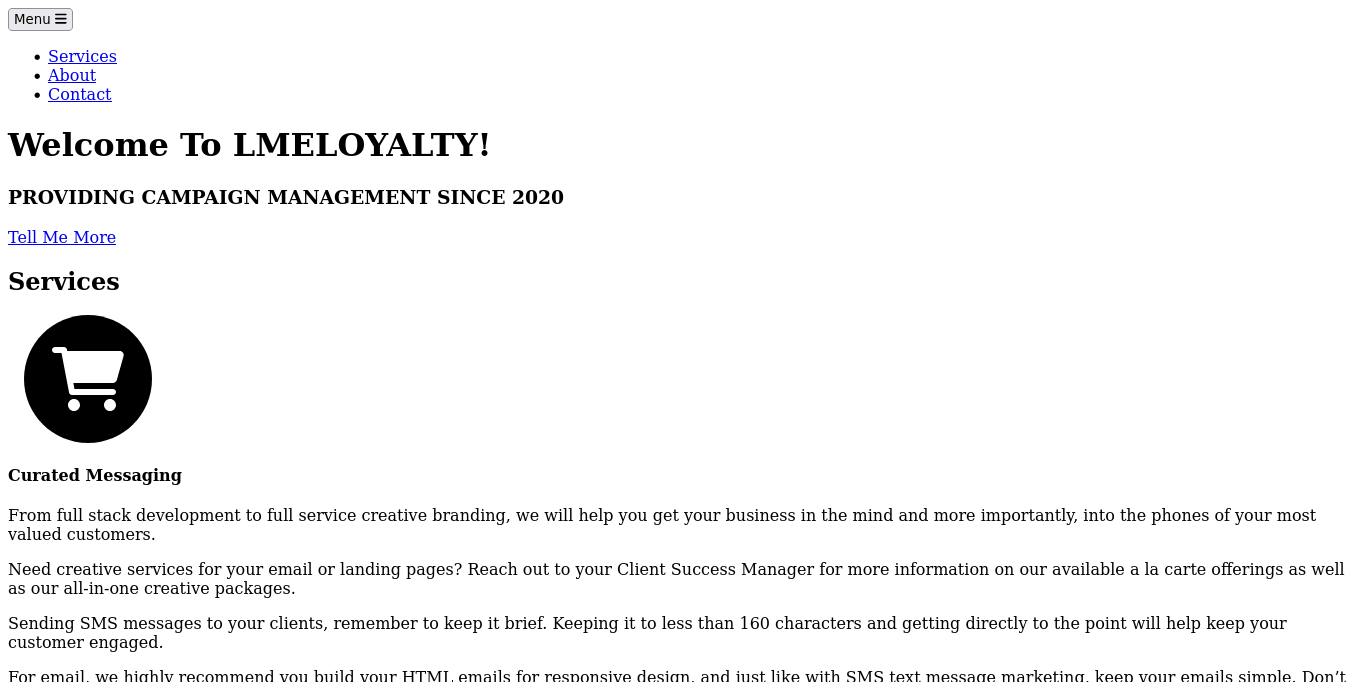 Menu
Services
About
Contact
Welcome To LMELOYALTY!
PROVIDING CAMPAIGN MANAGEMENT SINCE 2020
Tell Me More
Services
Curated Messaging
From full stack development to full service creative branding, we will help you get your business in the mind and more importantly, into the phones of your most
valued customers.
Need creative services for your email or landing pages? Reach out to your Client Success Manager for more information on our available a la carte offerings as well
as our all-in-one creative packages.
Sending SMS messages to your clients, remember to keep it brief. Keeping it to less than 160 characters and getting directly to the point will help keep your
customer engaged.
For email, we highly recommend you build your HTML emails for responsive design, and just like with SMS text message marketing, keep your emails simple. Don’t